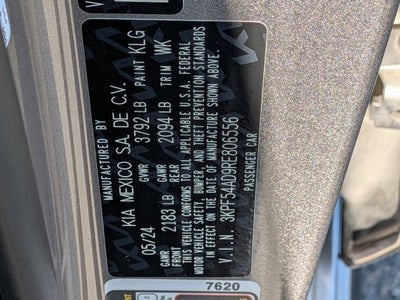 MANUFACTURED BY
KIA MEXICO S.A. DE C.V.
05/24 GVWR 3792 LB PAINT KLG
GAWR FRONT 2183 LB GAWR REAR 2094 LB TRIM WK
THIS VEHICLE CONFORMS TO ALL APPLICABLE U.S.A. FEDERAL
MOTOR VEHICLE SAFETY, BUMPER, AND THEFT PREVENTION STANDARDS
IN EFFECT ON THE DATE OF MANUFACTURE SHOWN ABOVE.
V.I.N. 3KPF54AD9RE806556
PASSENGER CAR
7620